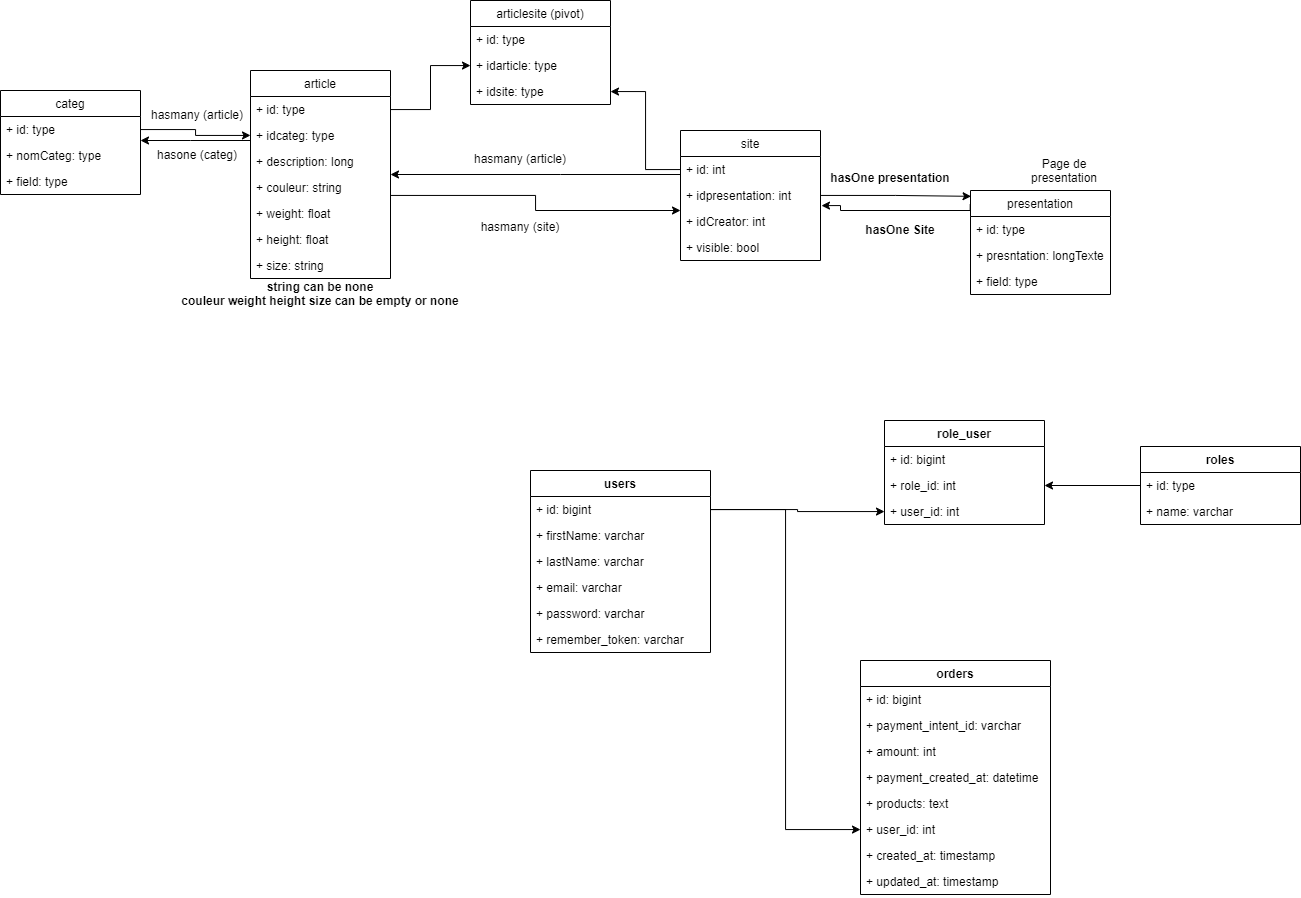 articlesite (pivot)
+ id: type
+ idarticle: type
+ idsite: type
article
+ id: type
+ idcateg: type
+ description: long
+ couleur: string
+ weight: float
+ height: float
+ size: string
string can be none
couleur weight height size can be empty or none
categ
+ id: type
+ nomCateg: type
+ field: type
hasmany (article)
hasone (categ)
hasmany (article)
hasmany (site)
site
+ id: int
+ idpresentation: int
+ idCreator: int
+ visible: bool
hasOne presentation
hasOne Site
Page de
presentation
presentation
+ id: type
+ presntation: longTexte
+ field: type
role_user
+ id: bigint
+ role_id: int
+ user_id: int
roles
+ id: type
+ name: varchar
users
+ id: bigint
+ firstName: varchar
+ lastName: varchar
+ email: varchar
+ password: varchar
+ remember_token: varchar
orders
+ id: bigint
+ payment_intent_id: varchar
+ amount: int
+ payment_created_at: datetime
+ products: text
+ user_id: int
+ created_at: timestamp
+ updated_at: timestamp